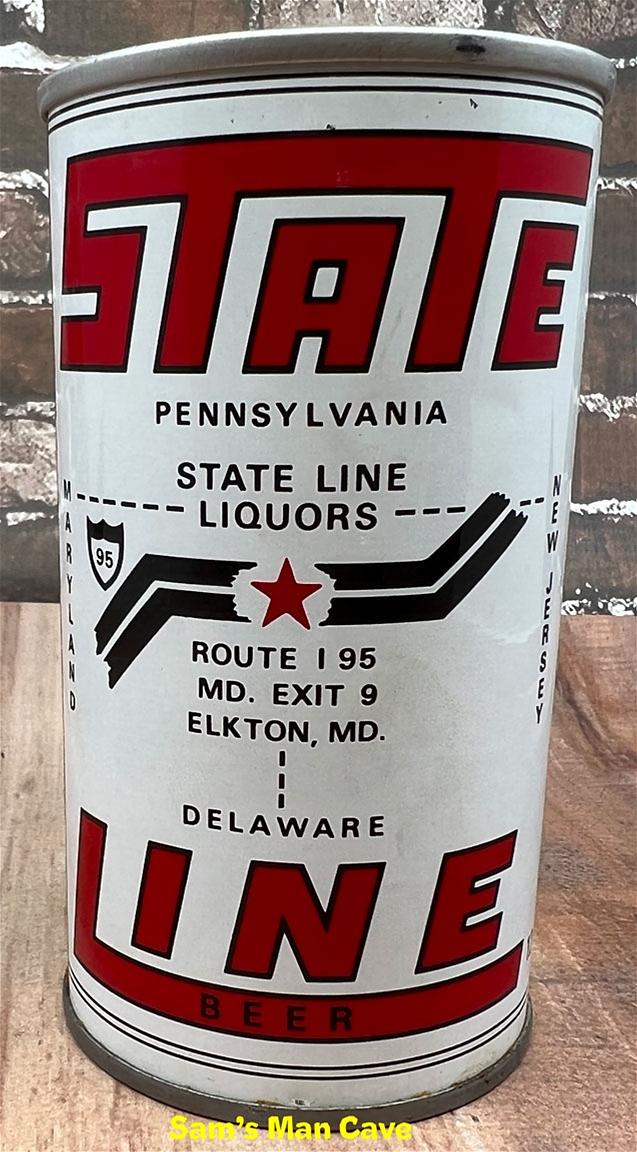 STATE
PENNSYLVANIA
STATE LINE
LIQUORS
MARYLAND
NEW JERSEY
95
ROUTE I 95
MD. EXIT 9
ELKTON, MD.
DELAWARE
LINE
BEER
Sam's Man Cave